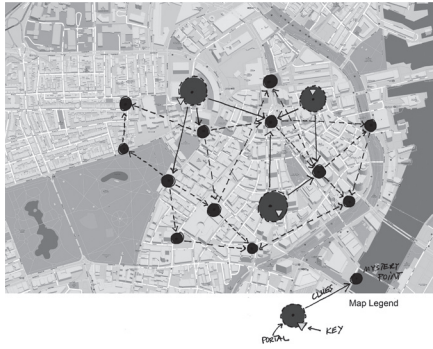 MYSTERY
POINT
CLUES
Map Legend
KEY
PORTAL